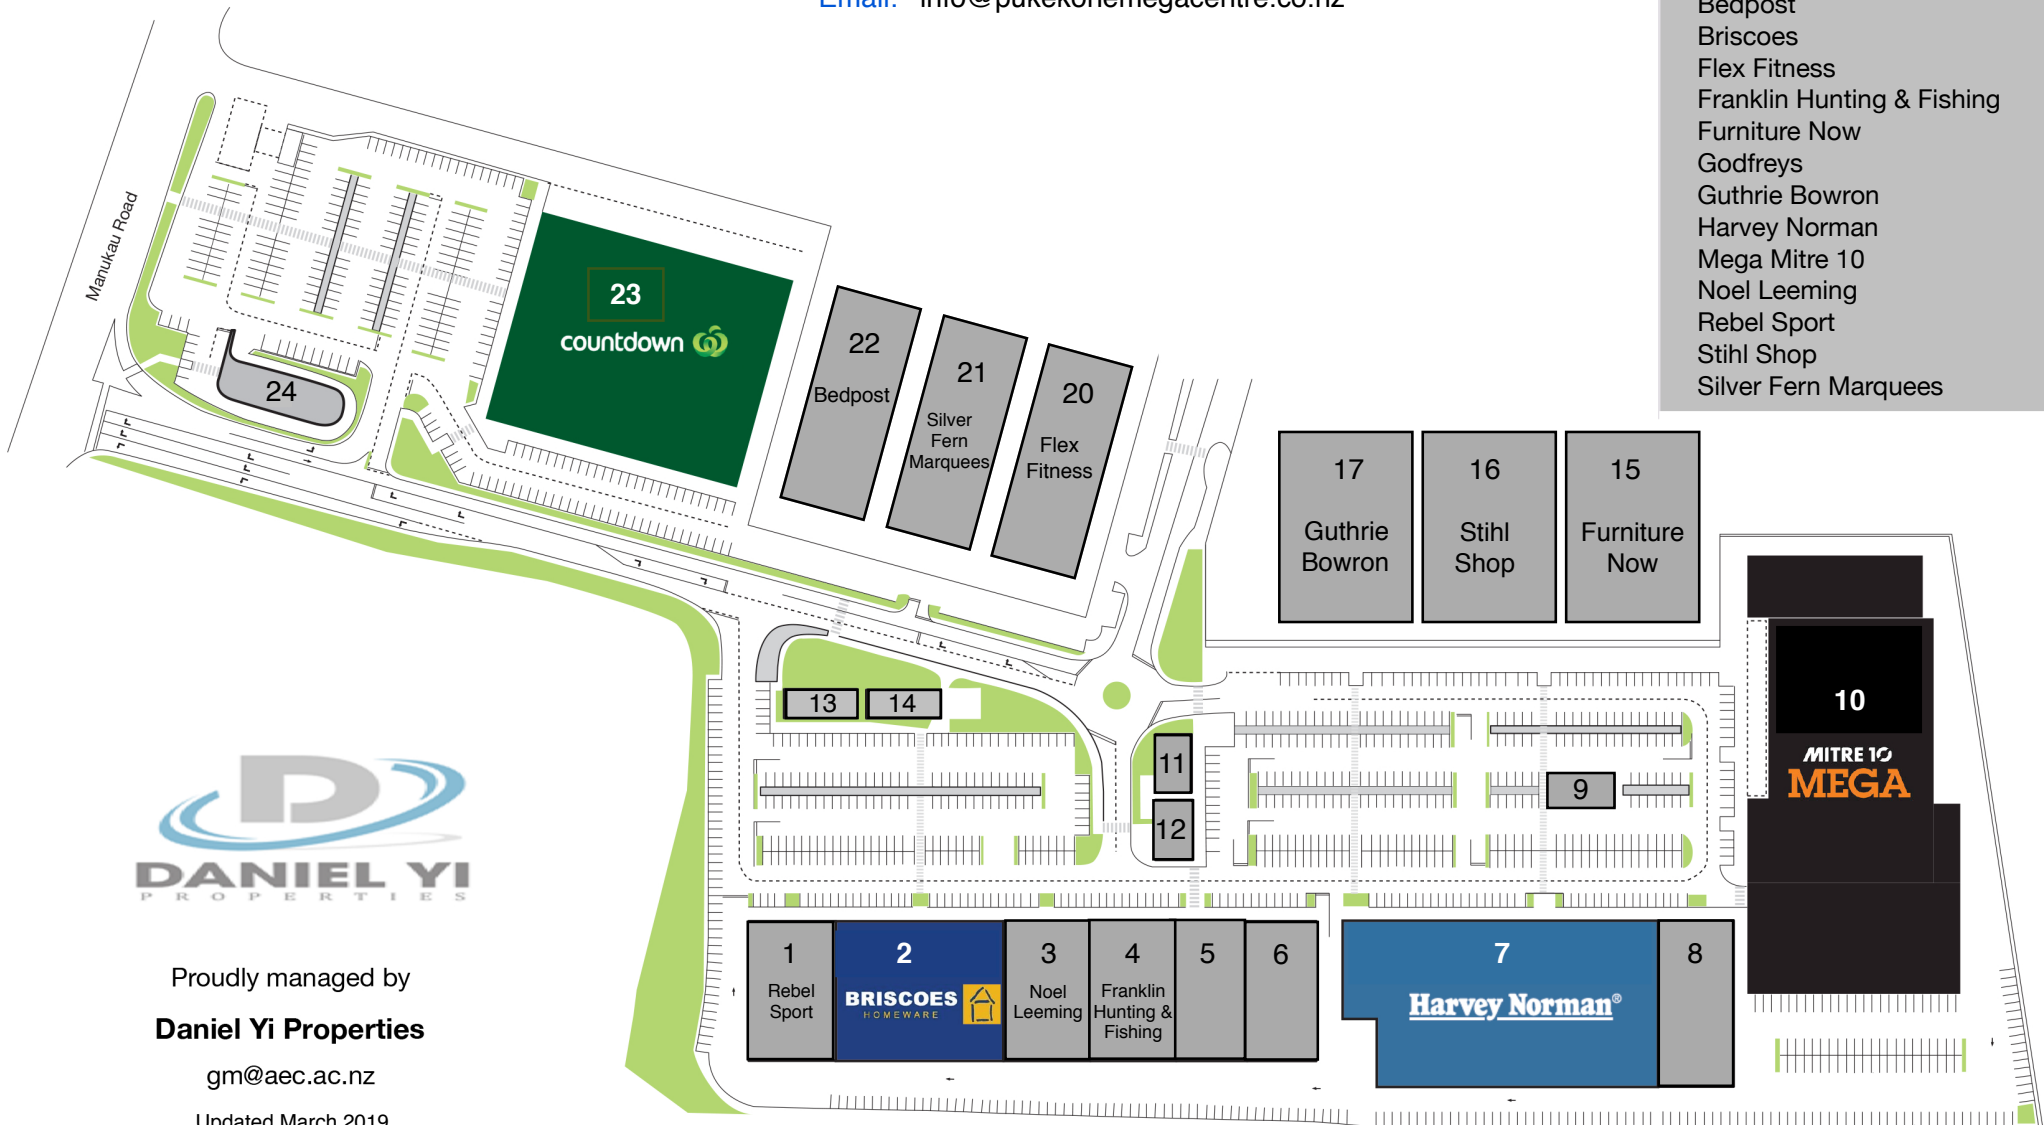 Email: info@pukekohemegacentre.co.nz
Bedpost
Briscoes
Flex Fitness
Franklin Hunting & Fishing
Furniture Now
Godfreys
Guthrie Bowron
Harvey Norman
Mega Mitre 10
Noel Leeming
Rebel Sport
Stihl Shop
Silver Fern Marquees
Manukau Road
23
countdown
24
22
Bedpost
21
Silver
Fern
Marquees
20
Flex
Fitness
17
Guthrie
Bowron
16
Stihl
Shop
15
Furniture
Now
10
MITRE 10
MEGA
13
14
11
12
9
1
Rebel
Sport
2
BRISCOES
HOMEWARE
3
Noel
Leeming
4
Franklin
Hunting &
Fishing
5
6
7
Harvey Norman®
8
D
DANIEL YI
PROPERTIES
Proudly managed by
Daniel Yi Properties
gm@aec.ac.nz
Updated March 2019